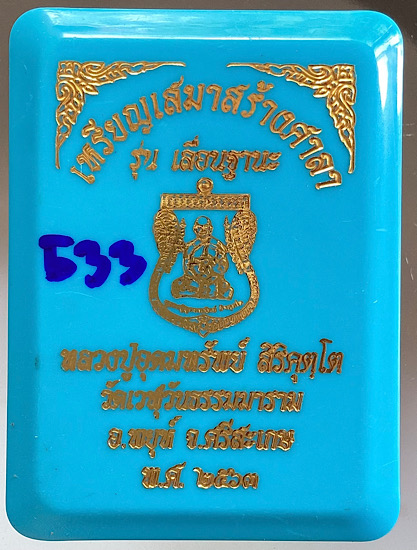 เหรียญเสมาสร้างศาลา
รุ่น เลื่อนฐานะ
533
หลวงปู่อุดมทรัพย์ สิริคุตฺโต
วัดเวฬุวันธรรมมาราม
อ.พยุห์ จ.ศรีสะเกษ
พ.ศ. ๒๕๖๓